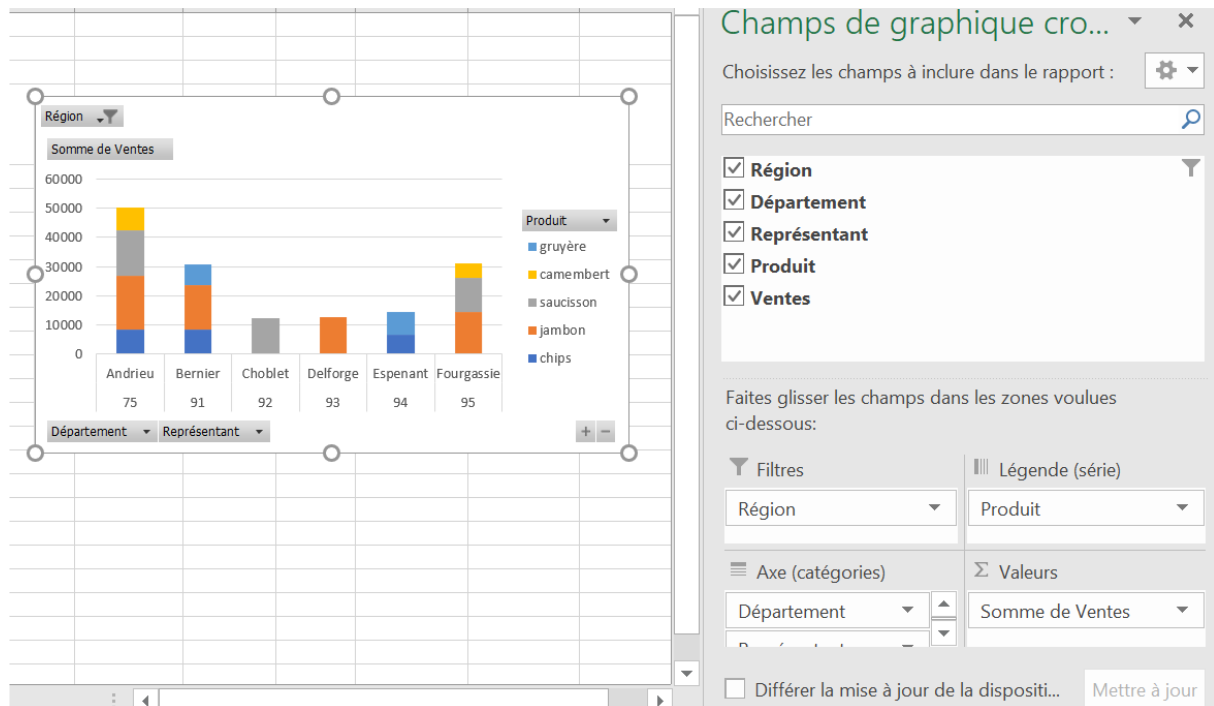 Champs de graphique cro...
Choisissez les champs à inclure dans le rapport :
Rechercher
Région
Département
Représentant
Produit
Ventes
Faites glisser les champs dans les zones voulues
ci-dessous:
Filtres
Région
Légende (série)
Produit
Axe (catégories)
Département
Σ Valeurs
Somme de Ventes
Différer la mise à jour de la dispositi...
Mettre à jour
Région
Somme de Ventes
60000
50000
40000
30000
20000
10000
0
Andrieu Bernier Choblet Delforge Espenant Fourgassie
75 91 92 93 94 95
Produit
gruyère
camembert
saucisson
jambon
chips
Département
Représentant